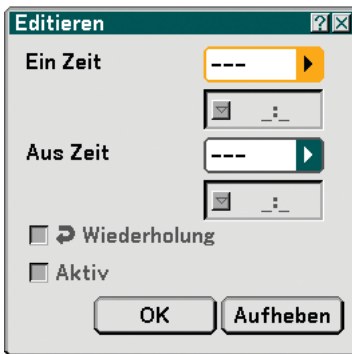 Editieren
Ein Zeit ---
_:_
Aus Zeit ---
_:_
Wiederholung
Aktiv
OK Aufheben